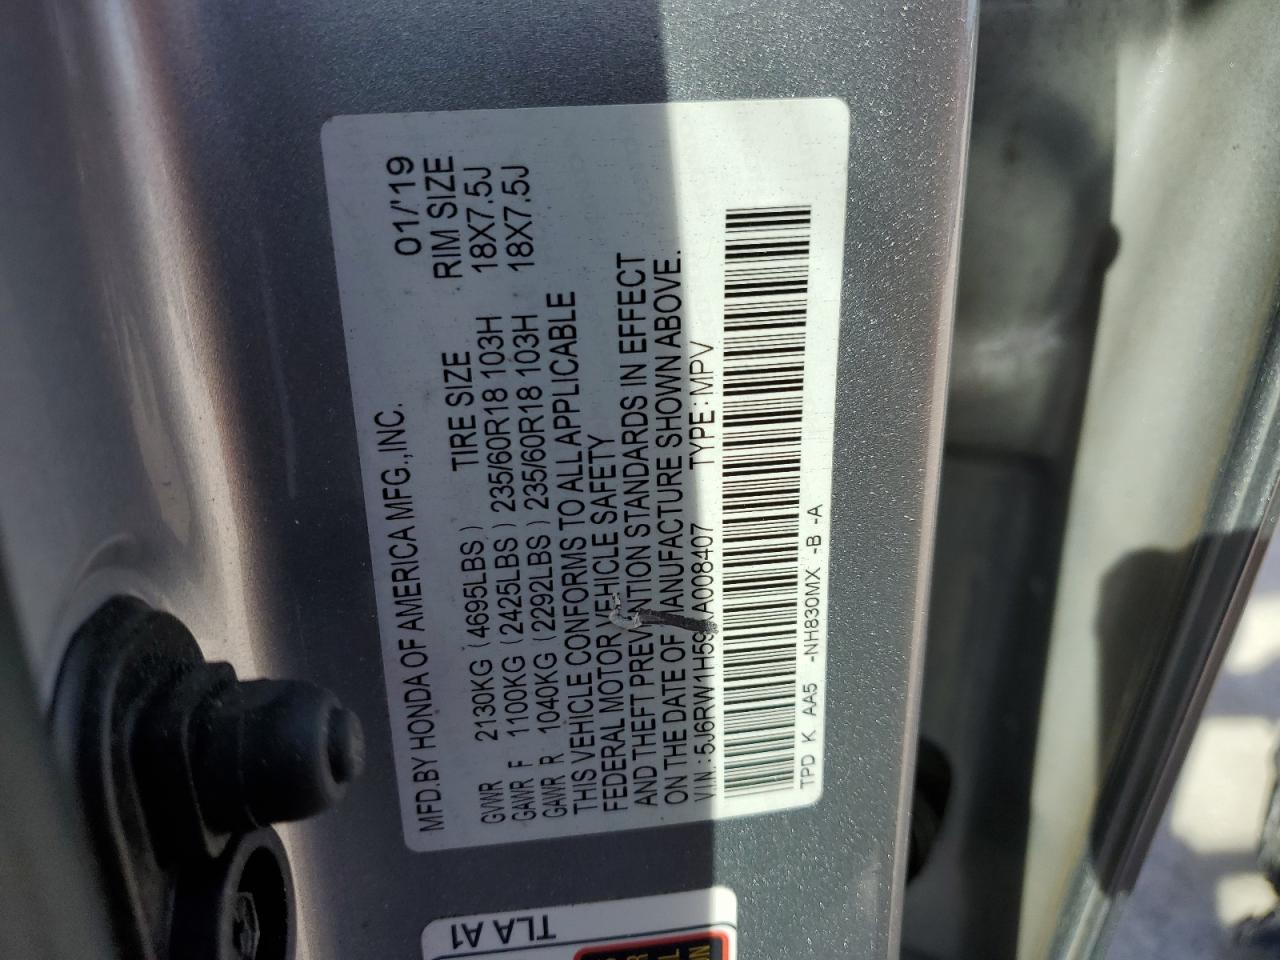 MFD.BY HONDA OF AMERICA MFG.,INC. 01/'19
TIRE SIZE RIM SIZE
GVWR 2130KG (4695LBS)
GAWR F 1100KG (2425LBS) 235/60R18 103H 18X7.5J
GAWR R 1040KG (2292LBS) 235/60R18 103H 18X7.5J
THIS VEHICLE CONFORMS TO ALL APPLICABLE
FEDERAL MOTOR VEHICLE SAFETY
AND THEFT PREVENTION STANDARDS IN EFFECT
ON THE DATE OF MANUFACTURE SHOWN ABOVE.
V.I.N: 5J6RW1H59KA008407 TYPE: MPV
TPD K AA5 -NH830MX -B -A
TLA A1